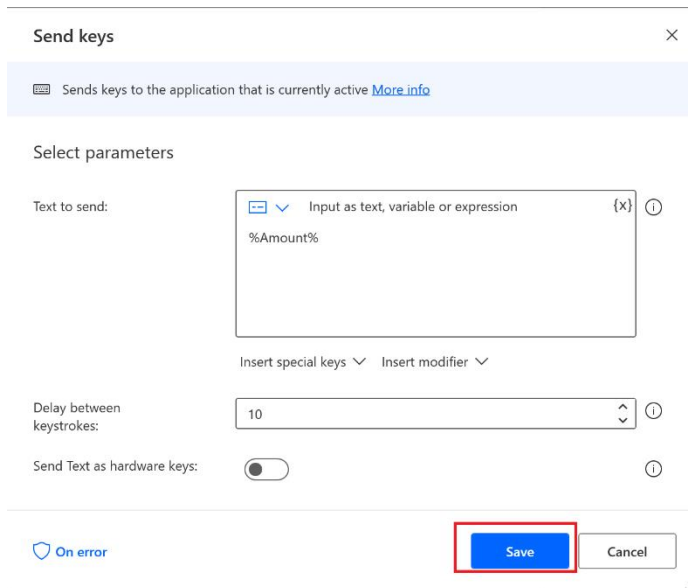 Send keys
Sends keys to the application that is currently active More info
Select parameters
Text to send:
Input as text, variable or expression {x}
%Amount%
Insert special keys Insert modifier
Delay between
keystrokes:
10
Send Text as hardware keys:
On error
Save
Cancel